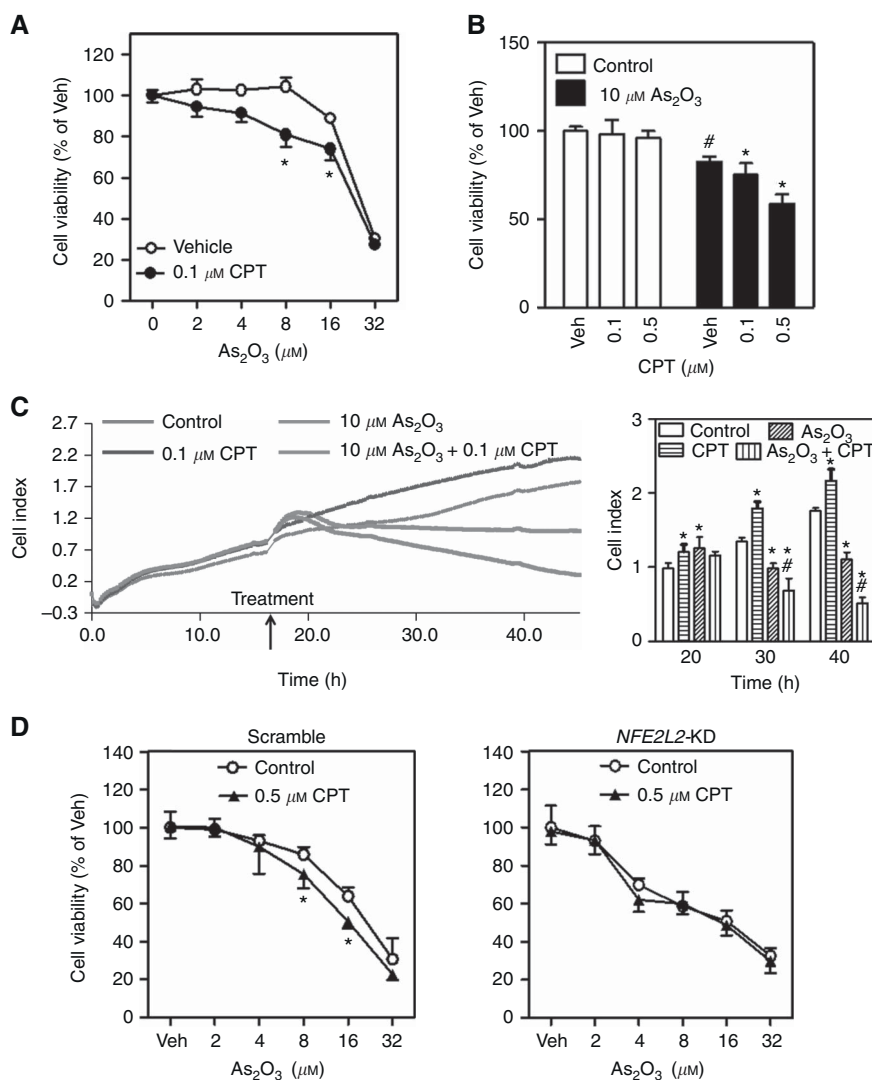 A
Cell viability (% of Veh)
120
100
80
60
40
20
0
Vehicle
0.1 μM CPT
*
*
0 2 4 8 16 32
As₂O₃ (μM)
B
Cell viability (% of Veh)
150
100
50
0
Control
10 μM As₂O₃
#
*
*
Veh 0.1 0.5 Veh 0.1 0.5
CPT (μM)
C
Cell index
2.7
2.2
1.7
1.2
0.7
0.2
–0.3
Control 10 μM As₂O₃
0.1 μM CPT 10 μM As₂O₃ + 0.1 μM CPT
Treatment
0.0 10.0 20.0 30.0 40.0
Time (h)
Cell index
3
2
1
0
Control As₂O₃
CPT As₂O₃ + CPT
* *
* * * #
* * * #
20 30 40
Time (h)
D
Scramble
Cell viability (% of Veh)
140
120
100
80
60
40
20
0
Control
0.5 μM CPT
*
*
Veh 2 4 8 16 32
As₂O₃ (μM)
NFE2L2-KD
140
120
100
80
60
40
20
0
Control
0.5 μM CPT
Veh 2 4 8 16 32
As₂O₃ (μM)